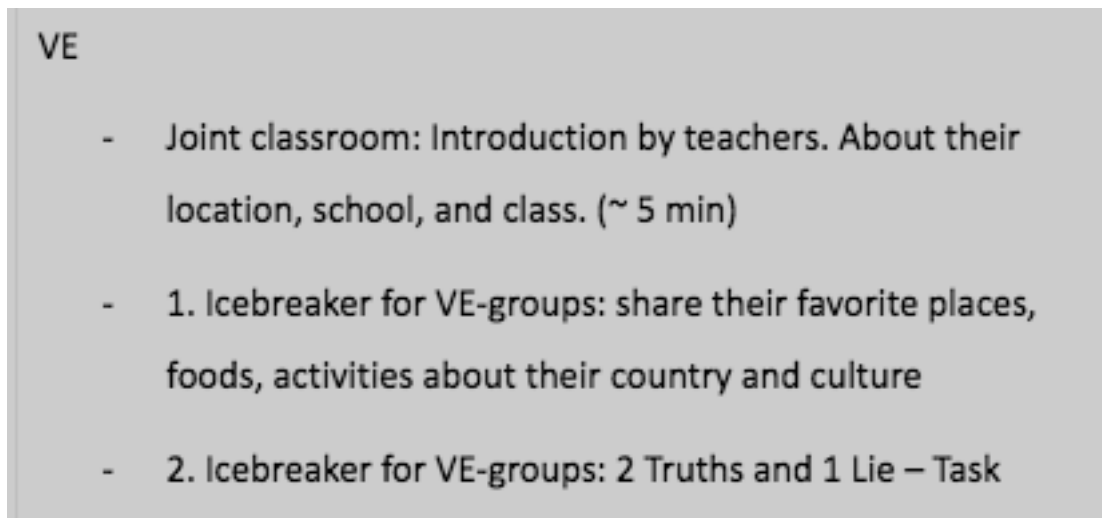 VE
- Joint classroom: Introduction by teachers. About their
location, school, and class. (~ 5 min)
- 1. Icebreaker for VE-groups: share their favorite places,
foods, activities about their country and culture
- 2. Icebreaker for VE-groups: 2 Truths and 1 Lie – Task